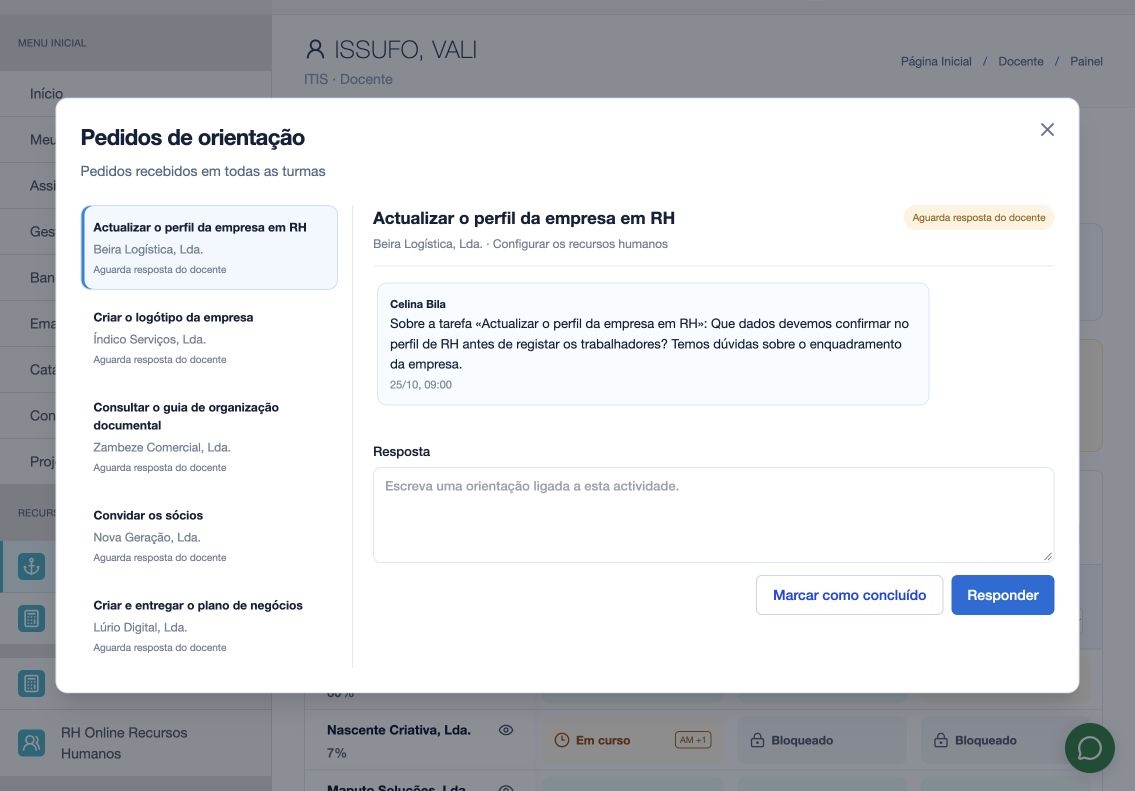 MENU INICIAL
ISSUFO, VALI
ITIS · Docente
Página Inicial / Docente / Painel
Início
Pedidos de orientação
Pedidos recebidos em todas as turmas
Actualizar o perfil da empresa em RH
Beira Logística, Lda.
Aguarda resposta do docente
Criar o logótipo da empresa
Índico Serviços, Lda.
Aguarda resposta do docente
Consultar o guia de organização
documental
Zambeze Comercial, Lda.
Aguarda resposta do docente
Convidar os sócios
Nova Geração, Lda.
Aguarda resposta do docente
Criar e entregar o plano de negócios
Lúrio Digital, Lda.
Aguarda resposta do docente
Actualizar o perfil da empresa em RH
Aguarda resposta do docente
Beira Logística, Lda. · Configurar os recursos humanos
Celina Bila
Sobre a tarefa «Actualizar o perfil da empresa em RH»: Que dados devemos confirmar no
perfil de RH antes de registar os trabalhadores? Temos dúvidas sobre o enquadramento
da empresa.
25/10, 09:00
Resposta
Escreva uma orientação ligada a esta actividade.
Marcar como concluído
Responder
RH Online Recursos
Humanos
Nascente Criativa, Lda.
7%
Em curso
AM +1
Bloqueado
Bloqueado
Maputo Soluções, Lda.